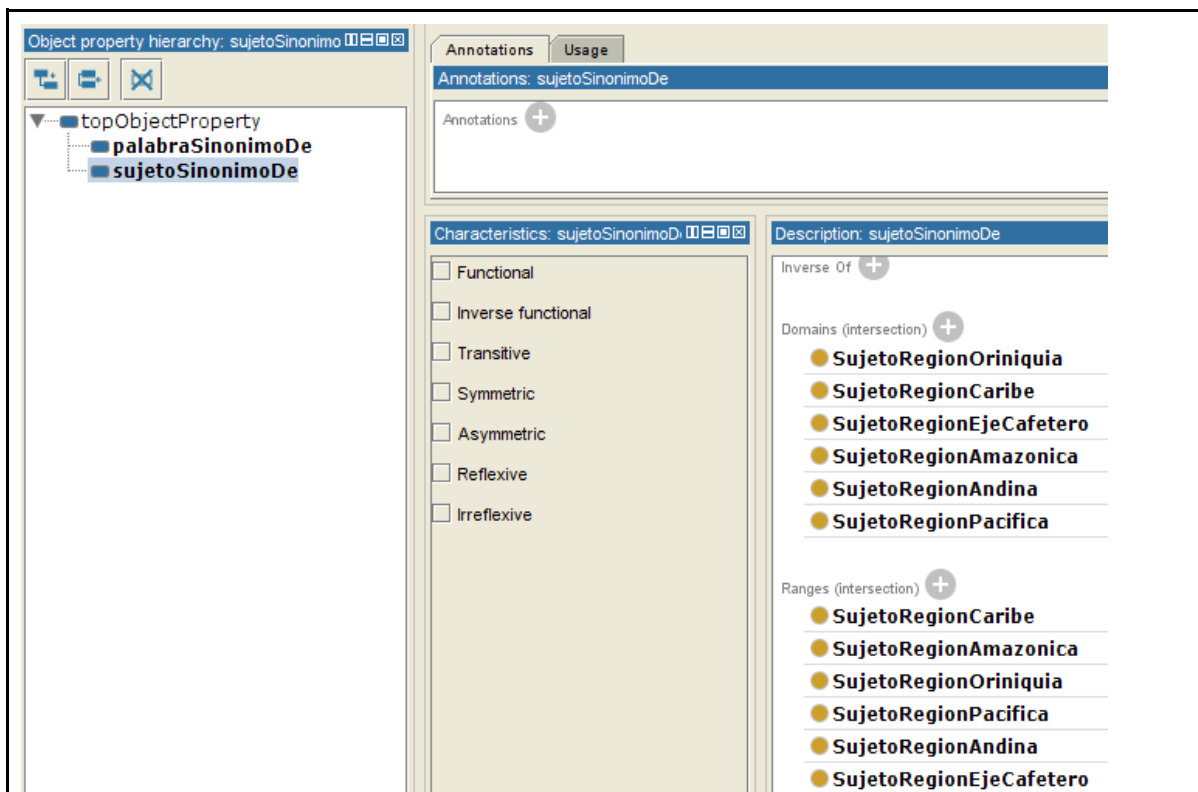 Object property hierarchy: sujetoSinonimo
topObjectProperty
palabraSinonimoDe
sujetoSinonimoDe
Annotations
Usage
Annotations: sujetoSinonimoDe
Annotations
Characteristics: sujetoSinonimoD
Functional
Inverse functional
Transitive
Symmetric
Asymmetric
Reflexive
Irreflexive
Description: sujetoSinonimoDe
Inverse Of
Domains (intersection)
SujetoRegionOriniquia
SujetoRegionCaribe
SujetoRegionEjeCafetero
SujetoRegionAmazonica
SujetoRegionAndina
SujetoRegionPacifica
Ranges (intersection)
SujetoRegionCaribe
SujetoRegionAmazonica
SujetoRegionOriniquia
SujetoRegionPacifica
SujetoRegionAndina
SujetoRegionEjeCafetero